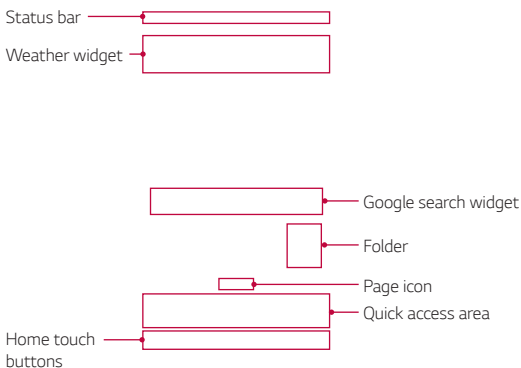 Status bar
Weather widget
Google search widget
Folder
Page icon
Quick access area
Home touch
buttons